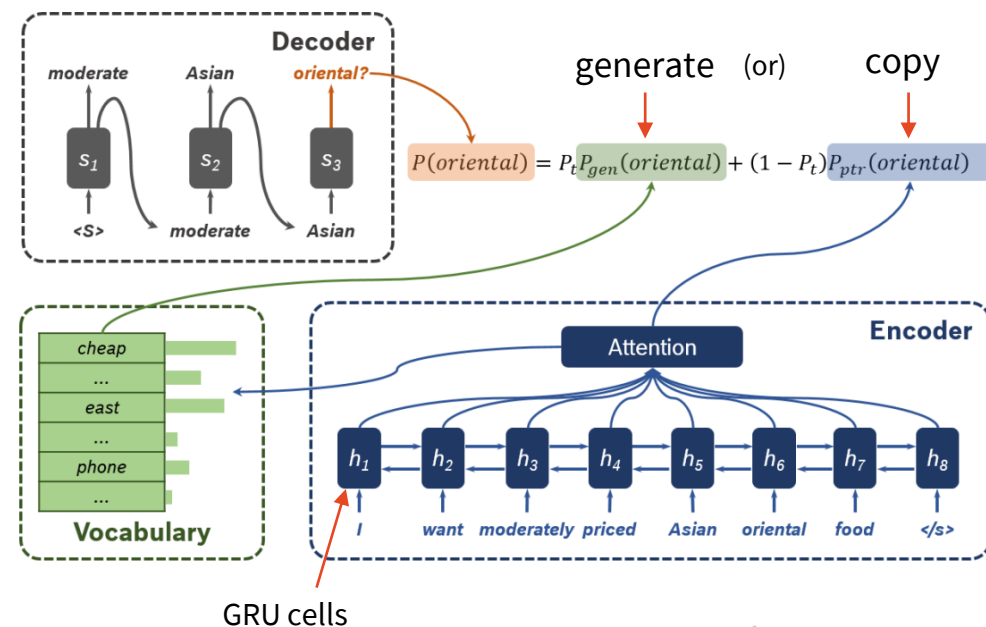 Decoder
moderate Asian oriental?
generate (or) copy
s1 s2 s3
P(oriental) = PtPgen(oriental) + (1 − Pt)Pptr(oriental)
<S> moderate Asian
Encoder
Attention
cheap
...
east
...
phone
...
Vocabulary
h1 h2 h3 h4 h5 h6 h7 h8
I want moderately priced Asian oriental food </s>
GRU cells